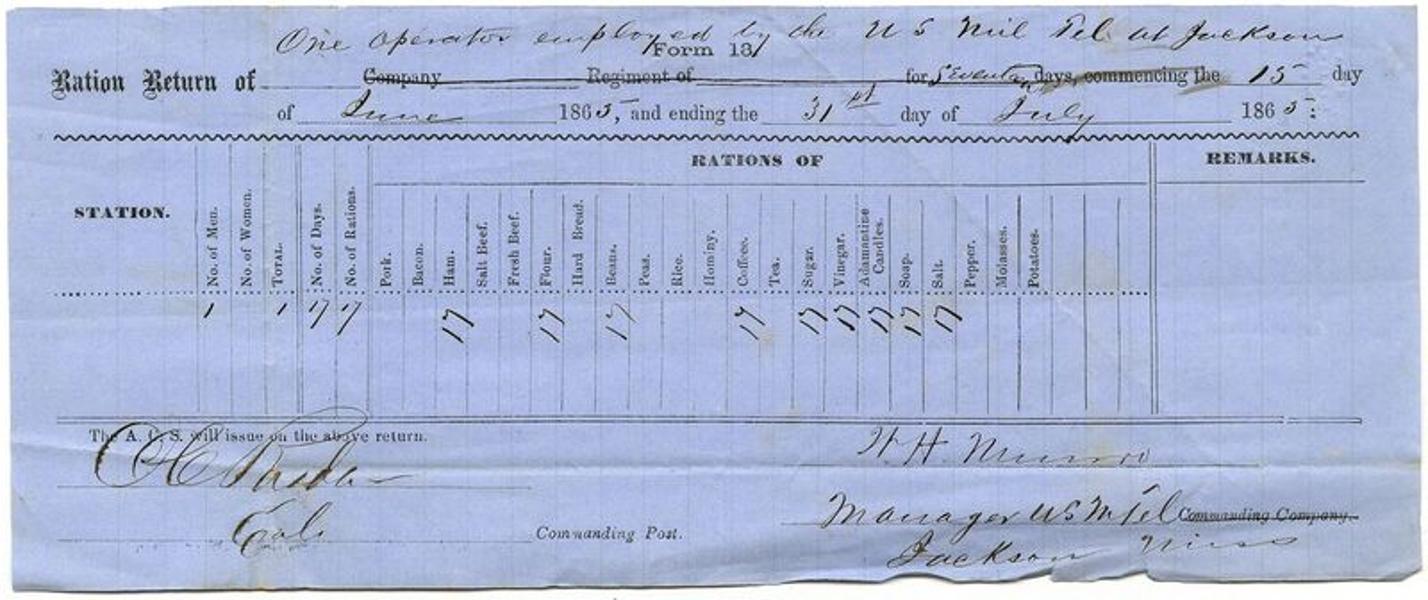 One operator employed by the U S Mil Tel at Jackson
Form 13
Ration Return of Company Regiment of for Seventeen days, commencing the 15 day
of June 1865, and ending the 31st day of July 1865:
RATIONS OF REMARKS.
STATION. No. of Men. No. of Women. TOTAL. No. of Days. No. of Rations. Pork. Bacon. Ham. Salt Beef. Fresh Beef. Flour. Hard Bread. Beans. Peas. Rice. Hominy. Coffee. Tea. Sugar. Vinegar. Adamantine Candles. Soap. Salt. Pepper. Molasses. Potatoes.
1 1 17 17 17 17 17 17 17 17 17 17 17
The A. C. S. will issue on the above return.
H. Munro
Manager US M Tel Commanding Company.
Commanding Post.
Jackson Miss